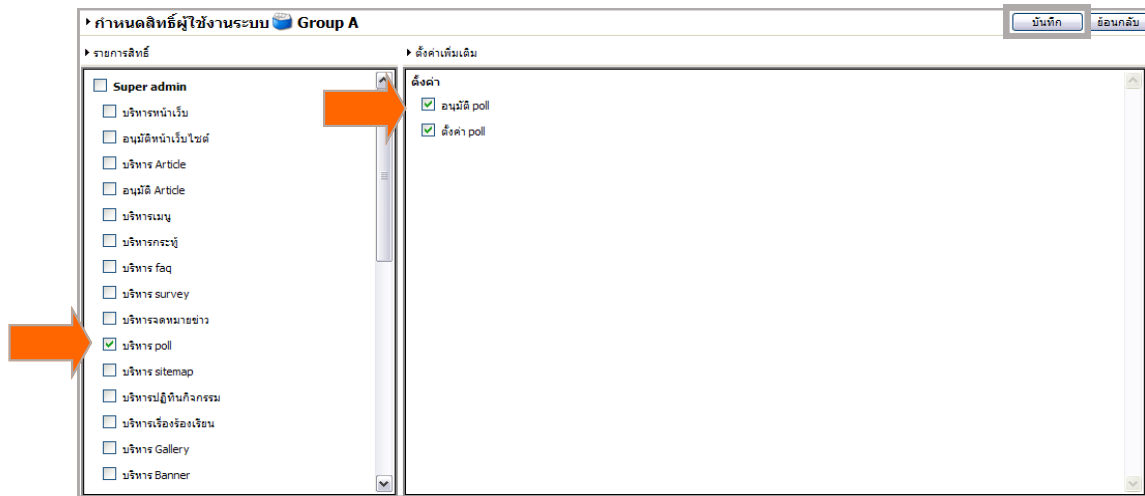 กำหนดสิทธิ์ผู้ใช้งานระบบ Group A
บันทึก
ย้อนกลับ
รายการสิทธิ์
ตั้งค่าเพิ่มเติม
Super admin
บริหารหน้าเว็บ
อนุมัติหน้าเว็บไซต์
บริหาร Article
อนุมัติ Article
บริหารเมนู
บริหารกระทู้
บริหาร faq
บริหาร survey
บริหารจดหมายข่าว
บริหาร poll
บริหาร sitemap
บริหารปฏิทินกิจกรรม
บริหารเรื่องร้องเรียน
บริหาร Gallery
บริหาร Banner
ตั้งค่า
อนุมัติ poll
ตั้งค่า poll